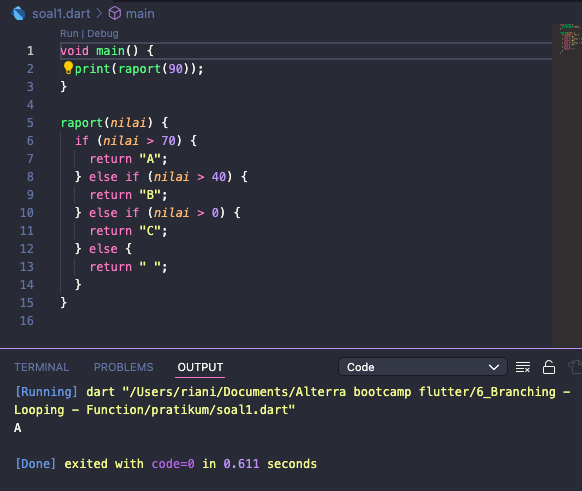 soal1.dart > main
Run | Debug
1 void main() {
2   print(raport(90));
3 }
4
5 raport(nilai) {
6   if (nilai > 70) {
7     return "A";
8   } else if (nilai > 40) {
9     return "B";
10   } else if (nilai > 0) {
11     return "C";
12   } else {
13     return " ";
14   }
15 }
16
TERMINAL PROBLEMS OUTPUT Code
[Running] dart "/Users/riani/Documents/Alterra bootcamp flutter/6_Branching -
Looping - Function/pratikum/soal1.dart"
A
[Done] exited with code=0 in 0.611 seconds